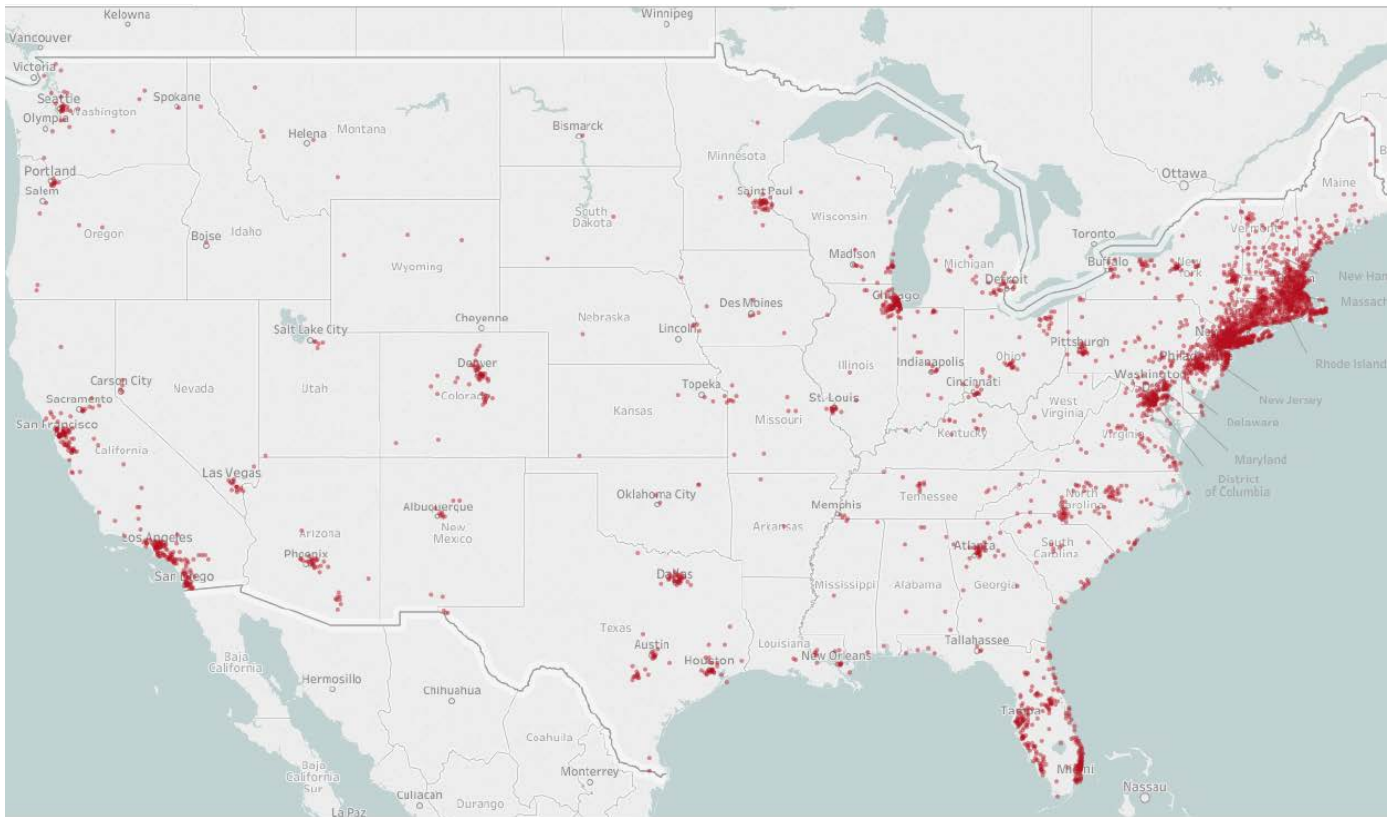 Kelowna
Winnipeg
Vancouver
Victoria
Seattle
Spokane
Washington
Olympia
Helena
Montana
Bismarck
Minnesota
Ottawa
Maine
Portland
Salem
Saint Paul
Wisconsin
Vermont
Oregon
Boise
Idaho
South
Dakota
Toronto
Buffalo
New
York
Wyoming
Madison
Michigan
Detroit
New Ham
Chicago
Massach
Des Moines
Salt Lake City
Cheyenne
Nebraska
Lincoln
Pittsburgh
Rhode Island
Denver
Illinois
Indianapolis
Ohio
Carson City
Nevada
Utah
Colorado
Topeka
Cincinnati
Washington
New Jersey
Sacramento
Kansas
St. Louis
Missouri
West
Virginia
Delaware
San Francisco
California
Kentucky
Virginia
Maryland
Las Vegas
District
of Columbia
Oklahoma City
Tennessee
North
Carolina
Albuquerque
New
Mexico
Arkansas
Memphis
Los Angeles
Arizona
Phoenix
Atlanta
South
Carolina
San Diego
Dallas
Mississippi
Alabama
Georgia
Texas
Louisiana
Tallahassee
Austin
Houston
New Orleans
Baja
California
Hermosillo
Chihuahua
Tampa
Coahuila
Miami
Baja
California
Sur
Monterrey
Nassau
Culiacan
Durango
La Paz